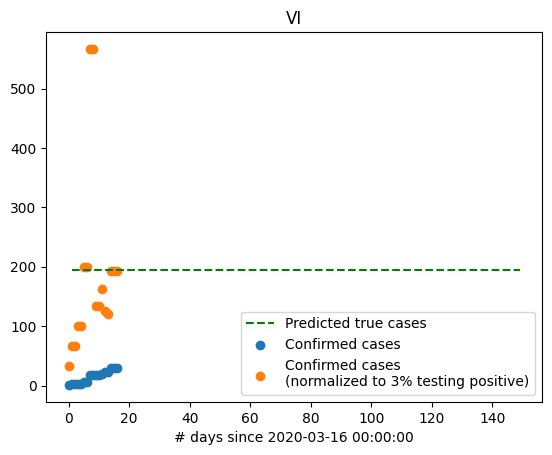 VI
500
400
300
200
100
0
Predicted true cases
Confirmed cases
Confirmed cases
(normalized to 3% testing positive)
0 20 40 60 80 100 120 140
# days since 2020-03-16 00:00:00